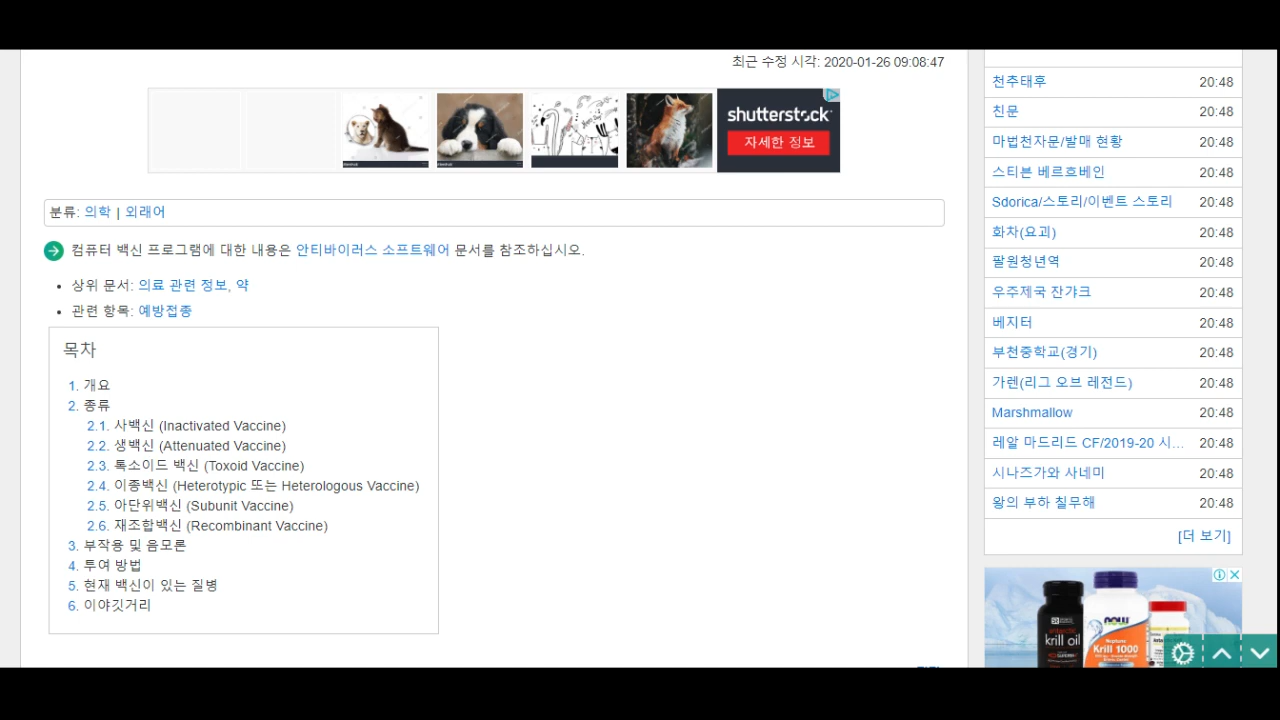 최근 수정 시각: 2020-01-26 09:08:47
shutterstock
자세한 정보
분류: 의학 | 외래어
컴퓨터 백신 프로그램에 대한 내용은 안티바이러스 소프트웨어 문서를 참조하십시오.
상위 문서: 의료 관련 정보, 약
관련 항목: 예방접종
목차
1. 개요
2. 종류
2.1. 사백신 (Inactivated Vaccine)
2.2. 생백신 (Attenuated Vaccine)
2.3. 톡소이드 백신 (Toxoid Vaccine)
2.4. 이종백신 (Heterotypic 또는 Heterologous Vaccine)
2.5. 아단위백신 (Subunit Vaccine)
2.6. 재조합백신 (Recombinant Vaccine)
3. 부작용 및 음모론
4. 투여 방법
5. 현재 백신이 있는 질병
6. 이야깃거리
천추태후 20:48
친문 20:48
마법천자문/발매 현황 20:48
스티븐 베르흐베인 20:48
Sdorica/스토리/이벤트 스토리 20:48
화차(요괴) 20:48
팔원청년역 20:48
우주제국 잔갸크 20:48
베지터 20:48
부천중학교(경기) 20:48
가렌(리그 오브 레전드) 20:48
Marshmallow 20:48
레알 마드리드 CF/2019-20 시... 20:48
시나즈가와 사네미 20:48
왕의 부하 칠무해 20:48
[더 보기]
krill oil
now
Neptune
Krill 1000